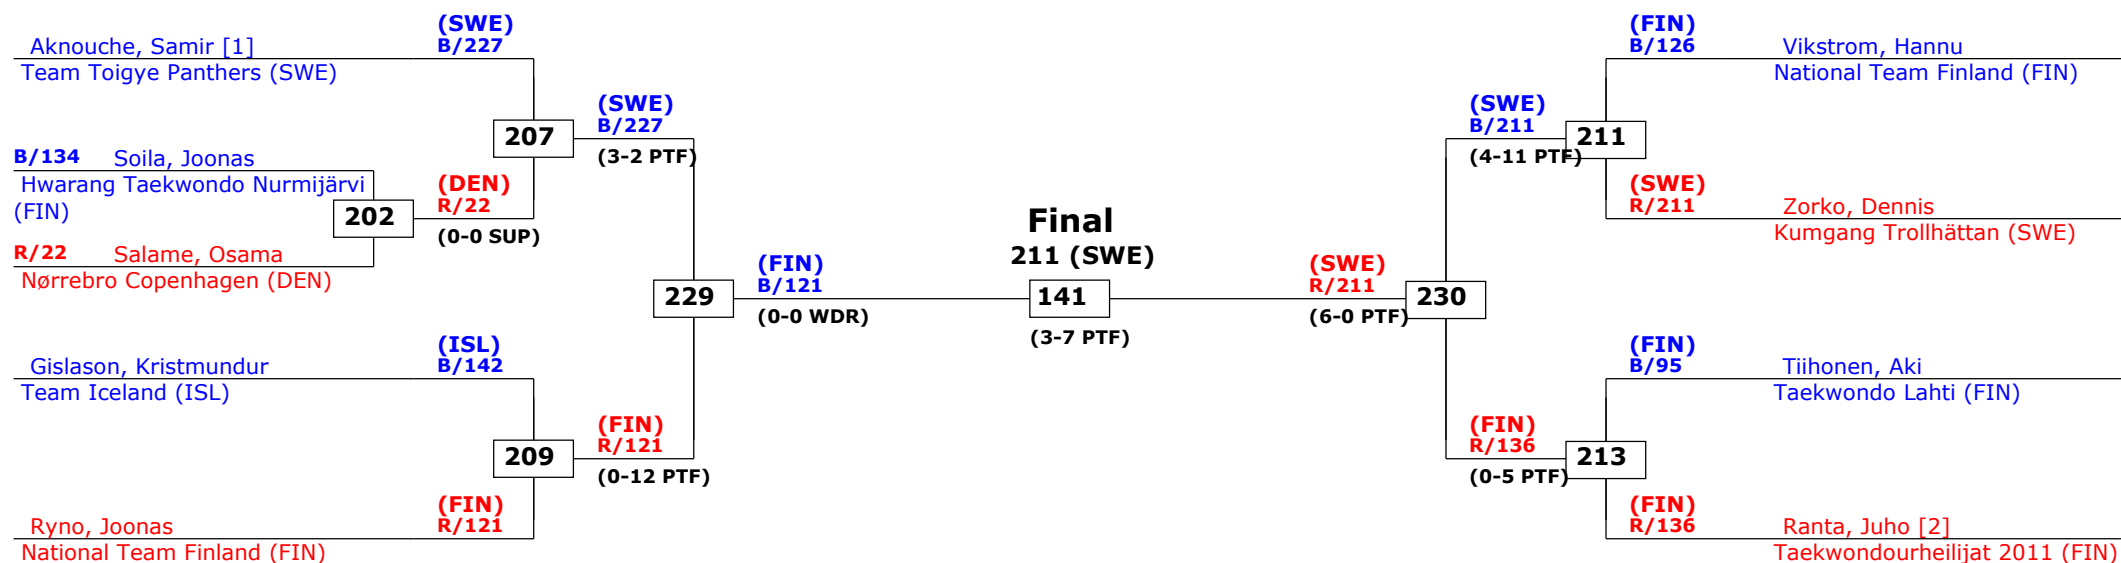 (SWE)
Aknouche, Samir [1] B/227
Team Toigye Panthers (SWE)
207
(SWE)
B/227
(3-2 PTF)
B/134 Soila, Joonas
Hwarang Taekwondo Nurmijärvi
(FIN)
202
(DEN)
R/22
(0-0 SUP)
R/22 Salame, Osama
Nørrebro Copenhagen (DEN)
229
(FIN)
B/121
(0-0 WDR)
(ISL)
Gislason, Kristmundur B/142
Team Iceland (ISL)
209
(FIN)
R/121
(0-12 PTF)
(FIN)
Ryno, Joonas R/121
National Team Finland (FIN)
Final
211 (SWE)
141
(3-7 PTF)
(SWE)
R/211
(6-0 PTF)
230
(SWE)
B/211
(4-11 PTF)
211
(FIN)
B/126 Vikstrom, Hannu
National Team Finland (FIN)
(SWE)
R/211 Zorko, Dennis
Kumgang Trollhättan (SWE)
(FIN)
R/136
(0-5 PTF)
213
(FIN)
B/95 Tiihonen, Aki
Taekwondo Lahti (FIN)
(FIN)
R/136 Ranta, Juho [2]
Taekwondourheilijat 2011 (FIN)